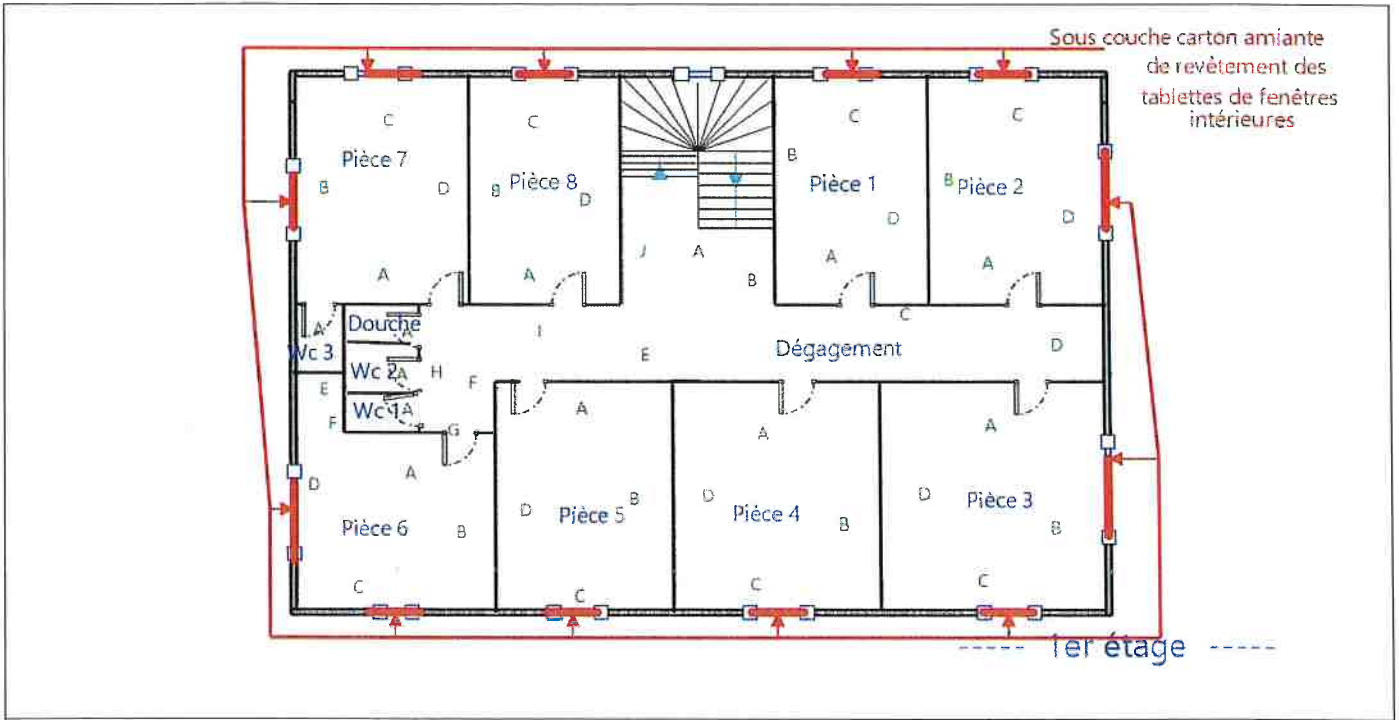 Sous couche carton amiante
de revêtement des
tablettes de fenêtres
intérieures
C C C C
Pièce 7
B D
Pièce 8
B D
B
Pièce 1
D
B
Pièce 2
D
A A J A B A A
Douche
A
A
Wc 3
Wc 2
A
H
Wc 1
A
I
E
Dégagement
C
D
E
F
F
G
A
A
A
A
D
Pièce 6
B
D
Pièce 5
B
D
Pièce 4
B
D
Pièce 3
B
C C C C
----- 1er étage -----